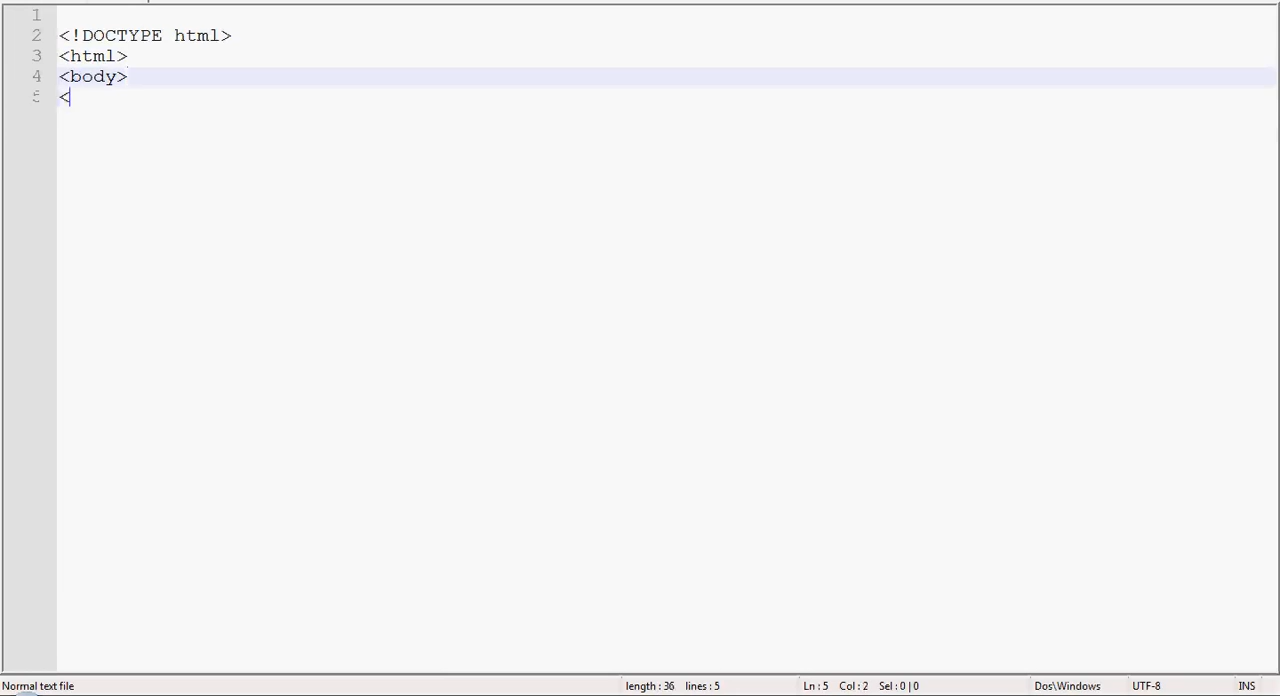 1
2 <!DOCTYPE html>
3 <html>
4 <body>
5 <
Normal text file length : 36 lines : 5 Ln : 5 Col : 2 Sel : 0 | 0 Dos\Windows UTF-8 INS